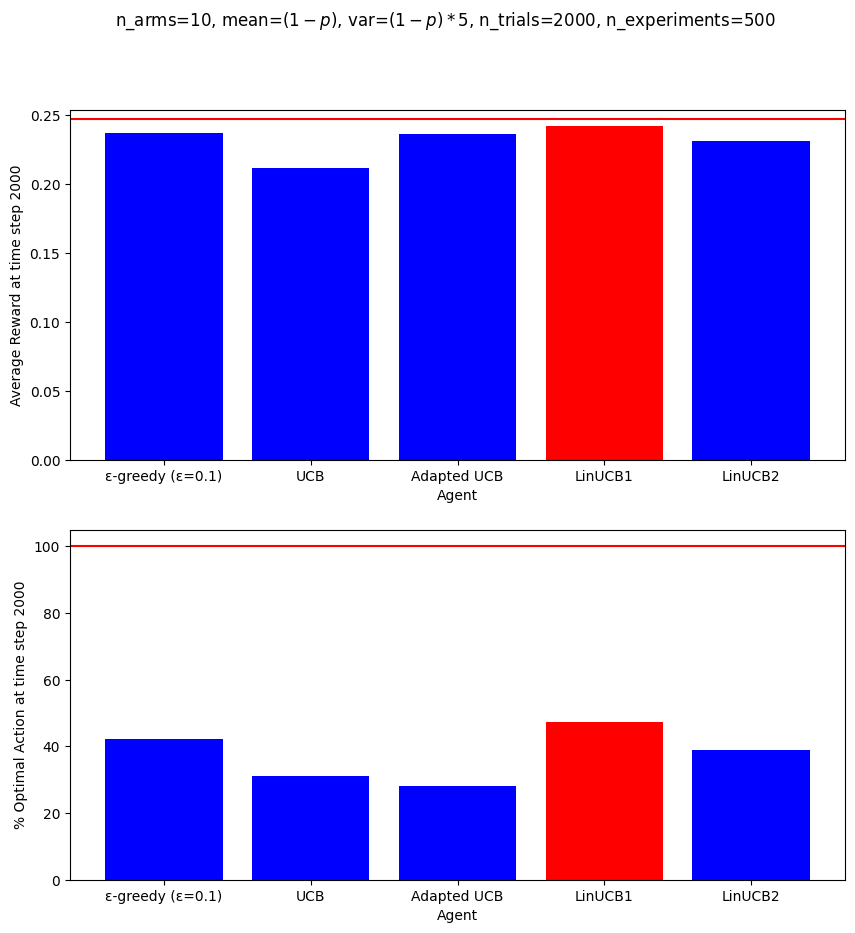 n_arms=10, mean=(1 − p), var=(1 − p) * 5, n_trials=2000, n_experiments=500
Average Reward at time step 2000
0.25
0.20
0.15
0.10
0.05
0.00
ε-greedy (ε=0.1) UCB Adapted UCB LinUCB1 LinUCB2
Agent
% Optimal Action at time step 2000
100
80
60
40
20
0
ε-greedy (ε=0.1) UCB Adapted UCB LinUCB1 LinUCB2
Agent